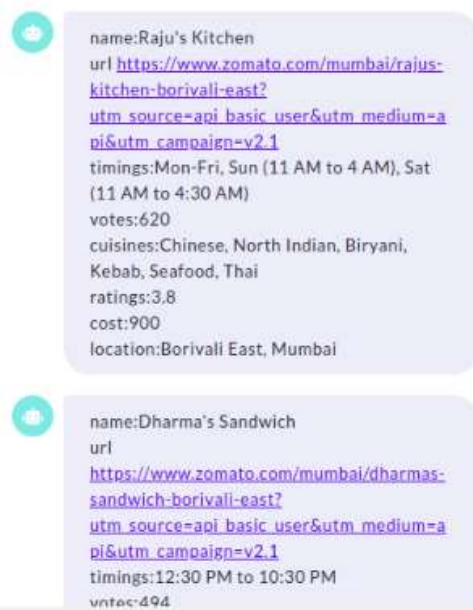 name:Raju's Kitchen
url https://www.zomato.com/mumbai/rajus-
kitchen-borivali-east?
utm_source=api_basic_user&utm_medium=a
pi&utm_campaign=v2.1
timings:Mon-Fri, Sun (11 AM to 4 AM), Sat
(11 AM to 4:30 AM)
votes:620
cuisines:Chinese, North Indian, Biryani,
Kebab, Seafood, Thai
ratings:3.8
cost:900
location:Borivali East, Mumbai
name:Dharma's Sandwich
url
https://www.zomato.com/mumbai/dharmas-
sandwich-borivali-east?
utm_source=api_basic_user&utm_medium=a
pi&utm_campaign=v2.1
timings:12:30 PM to 10:30 PM
votes:494